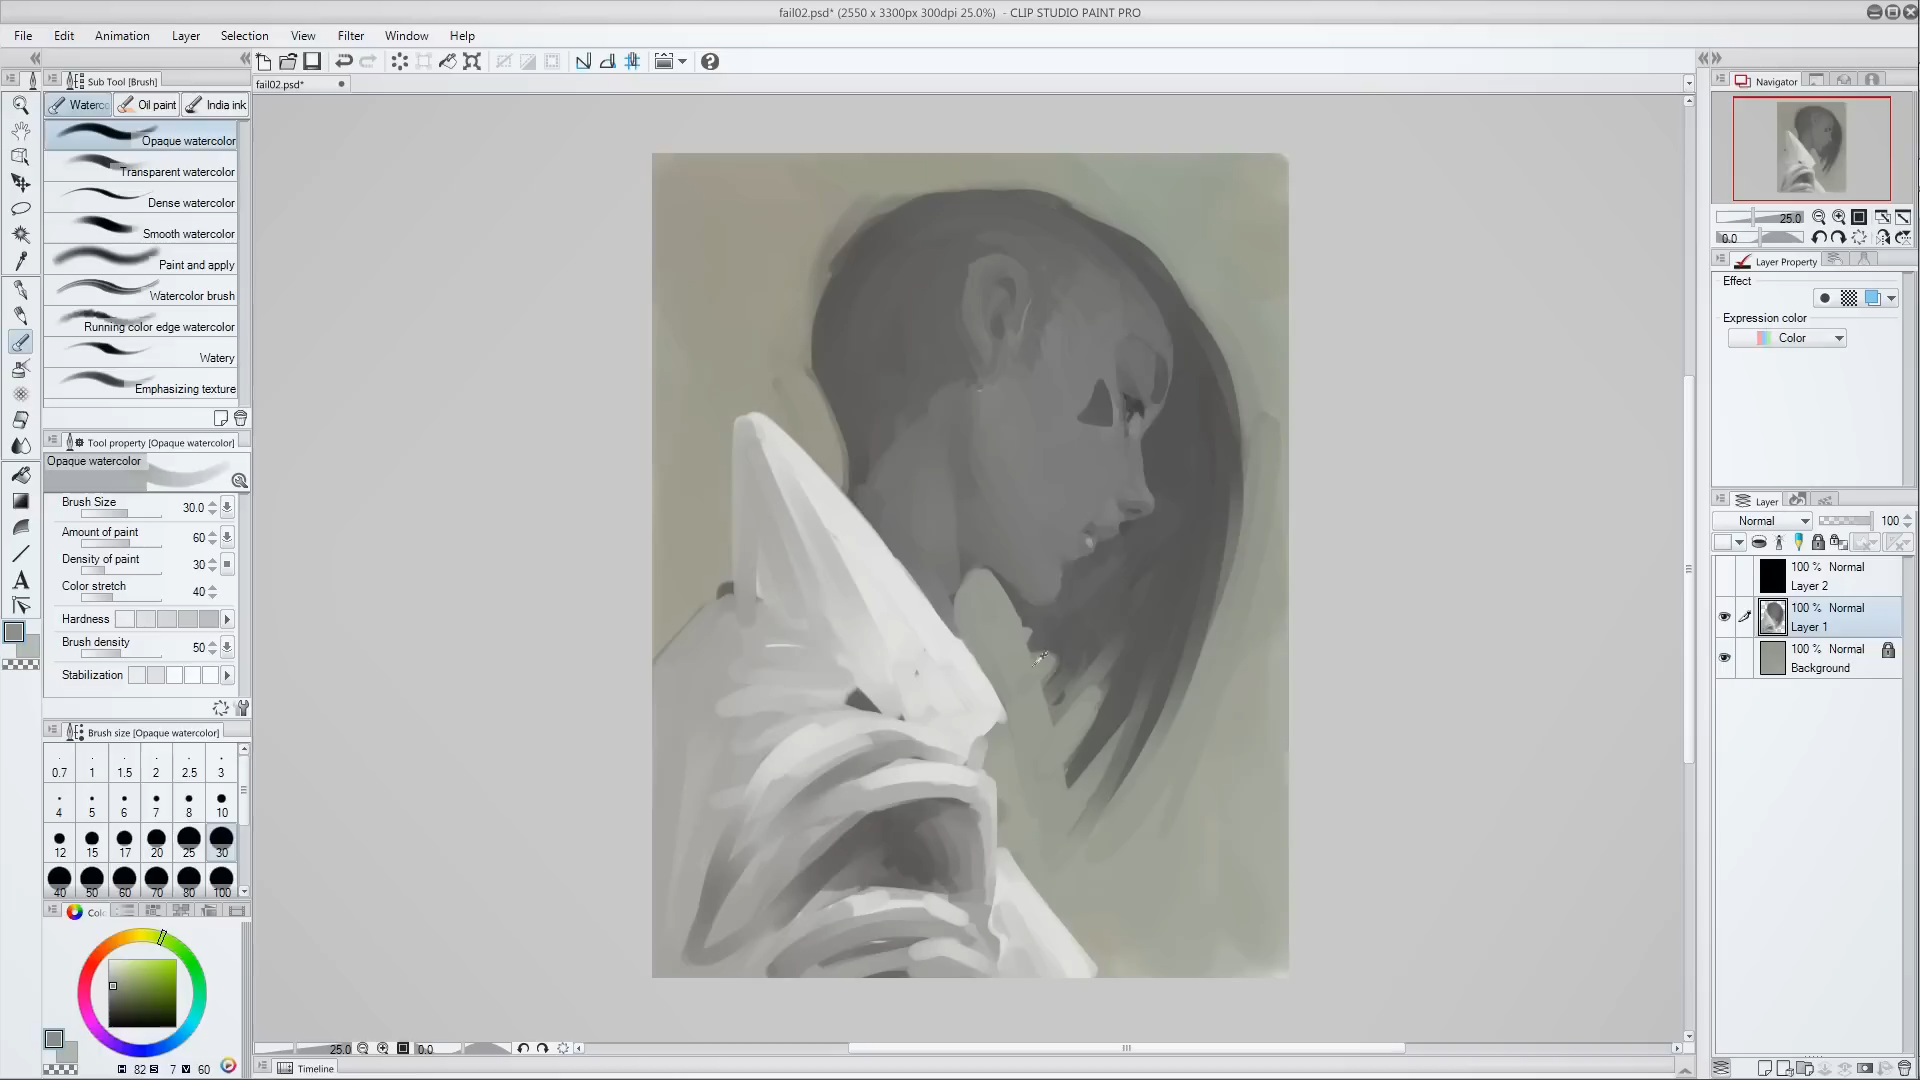 fail02.psd* (2550 x 3300px 300dpi 25.0%) - CLIP STUDIO PAINT PRO
File Edit Animation Layer Selection View Filter Window Help
Sub Tool [Brush]
Waterc Oil paint India ink
Opaque watercolor
Transparent watercolor
Dense watercolor
Smooth watercolor
Paint and apply
Watercolor brush
Running color edge watercolor
Watery
Emphasizing texture
Tool property [Opaque watercolor]
Opaque watercolor
Brush Size 30.0
Amount of paint 60
Density of paint 30
Color stretch 40
Hardness
Brush density 50
Stabilization
Brush size [Opaque watercolor]
0.7 1 1.5 2 2.5 3
4 5 6 7 8 10
12 15 17 20 25 30
40 50 60 70 80 100
Colo
H 82 S 7 V 60
fail02.psd*
25.0 0.0
Timeline
Navigator
25.0
0.0
Layer Property
Effect
Expression color
Color
Layer
Normal 100
100 % Normal
Layer 2
100 % Normal
Layer 1
100 % Normal
Background